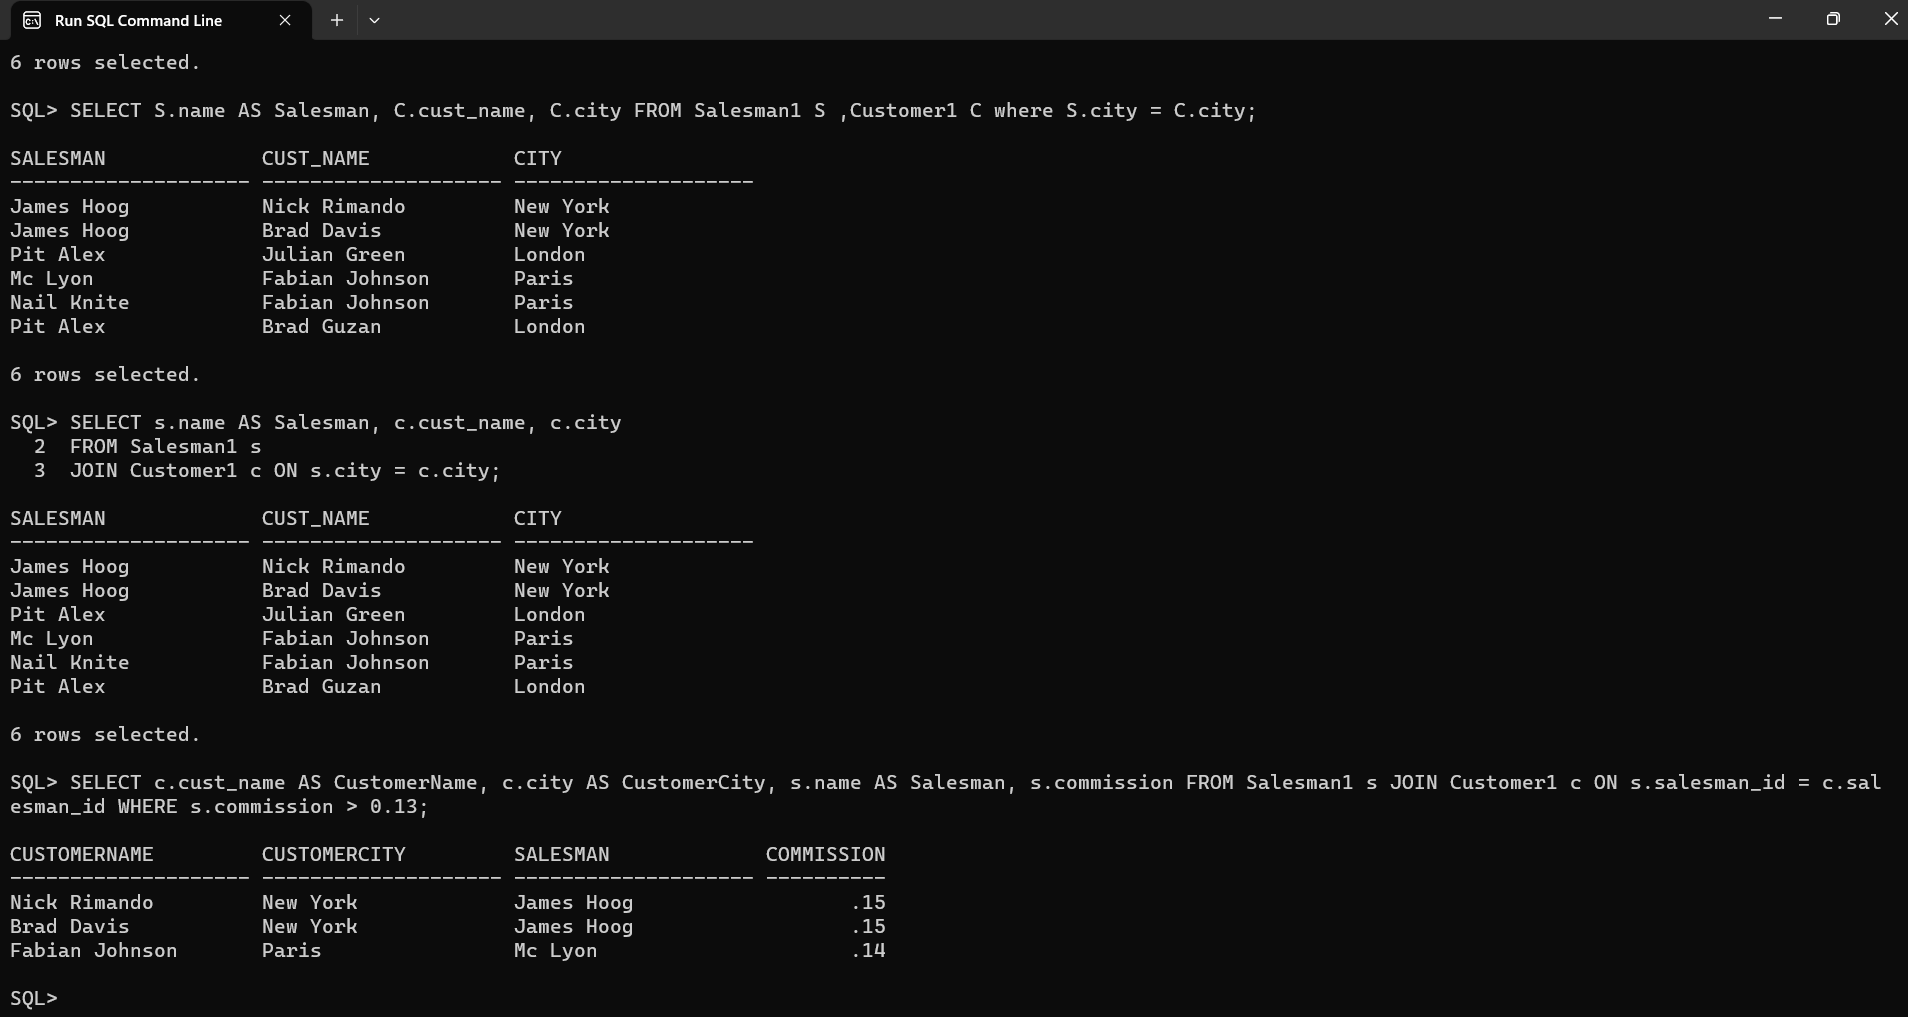 Run SQL Command Line
6 rows selected.
SQL> SELECT S.name AS Salesman, C.cust_name, C.city FROM Salesman1 S ,Customer1 C where S.city = C.city;
SALESMAN             CUST_NAME            CITY
-------------------- -------------------- --------------------
James Hoog           Nick Rimando         New York
James Hoog           Brad Davis           New York
Pit Alex             Julian Green         London
Mc Lyon              Fabian Johnson       Paris
Nail Knite           Fabian Johnson       Paris
Pit Alex             Brad Guzan           London
6 rows selected.
SQL> SELECT s.name AS Salesman, c.cust_name, c.city
  2  FROM Salesman1 s
  3  JOIN Customer1 c ON s.city = c.city;
SALESMAN             CUST_NAME            CITY
-------------------- -------------------- --------------------
James Hoog           Nick Rimando         New York
James Hoog           Brad Davis           New York
Pit Alex             Julian Green         London
Mc Lyon              Fabian Johnson       Paris
Nail Knite           Fabian Johnson       Paris
Pit Alex             Brad Guzan           London
6 rows selected.
SQL> SELECT c.cust_name AS CustomerName, c.city AS CustomerCity, s.name AS Salesman, s.commission FROM Salesman1 s JOIN Customer1 c ON s.salesman_id = c.sal
esman_id WHERE s.commission > 0.13;
CUSTOMERNAME         CUSTOMERCITY         SALESMAN             COMMISSION
-------------------- -------------------- -------------------- ----------
Nick Rimando         New York             James Hoog                  .15
Brad Davis           New York             James Hoog                  .15
Fabian Johnson       Paris                Mc Lyon                     .14
SQL>